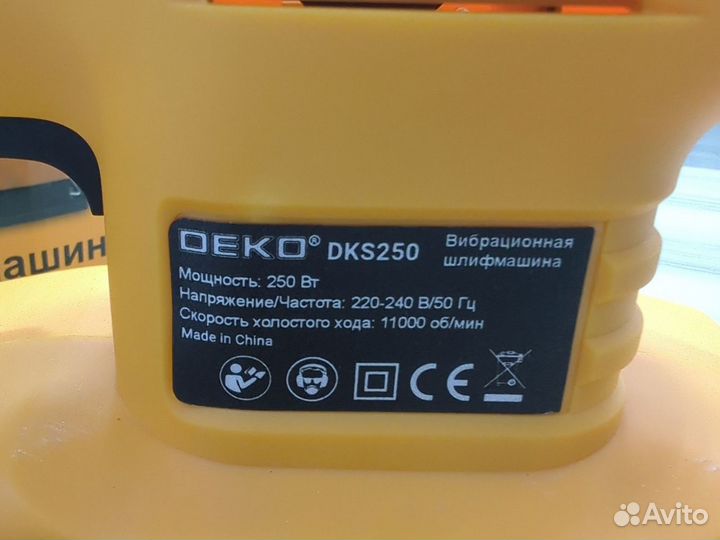 ашин
DEKO® DKS250 Вибрационная
шлифмашина
Мощность: 250 Вт
Напряжение/Частота: 220-240 В/50 Гц
Скорость холостого хода: 11000 об/мин
Made in China
CE
Avito